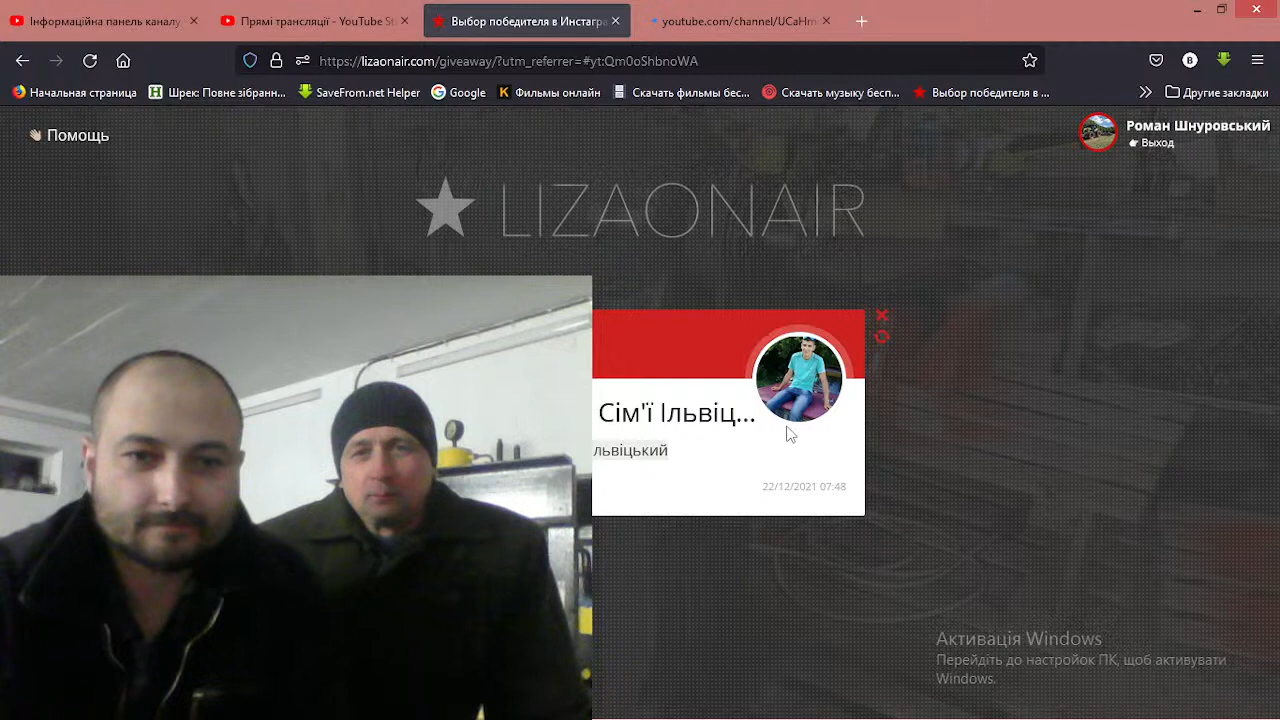 Інформаційна панель каналу
Прямі трансляції - YouTube St
Выбор победителя в Инстагра
youtube.com/channel/UCaHm
https://lizaonair.com/giveaway/?utm_referrer=#yt:Qm0oShbnoWA
Начальная страница
Шрек: Повне зібранн...
SaveFrom.net Helper
Google
Фильмы онлайн
Скачать фильмы бес...
Скачать музыку бесп...
Выбор победителя в ...
Другие закладки
Помощь
Роман Шнуровський
Выход
LIZAONAIR
Сім'ї Ільвіц...
львіцький
22/12/2021 07:48
Активація Windows
Перейдіть до настройок ПК, щоб активувати
Windows.